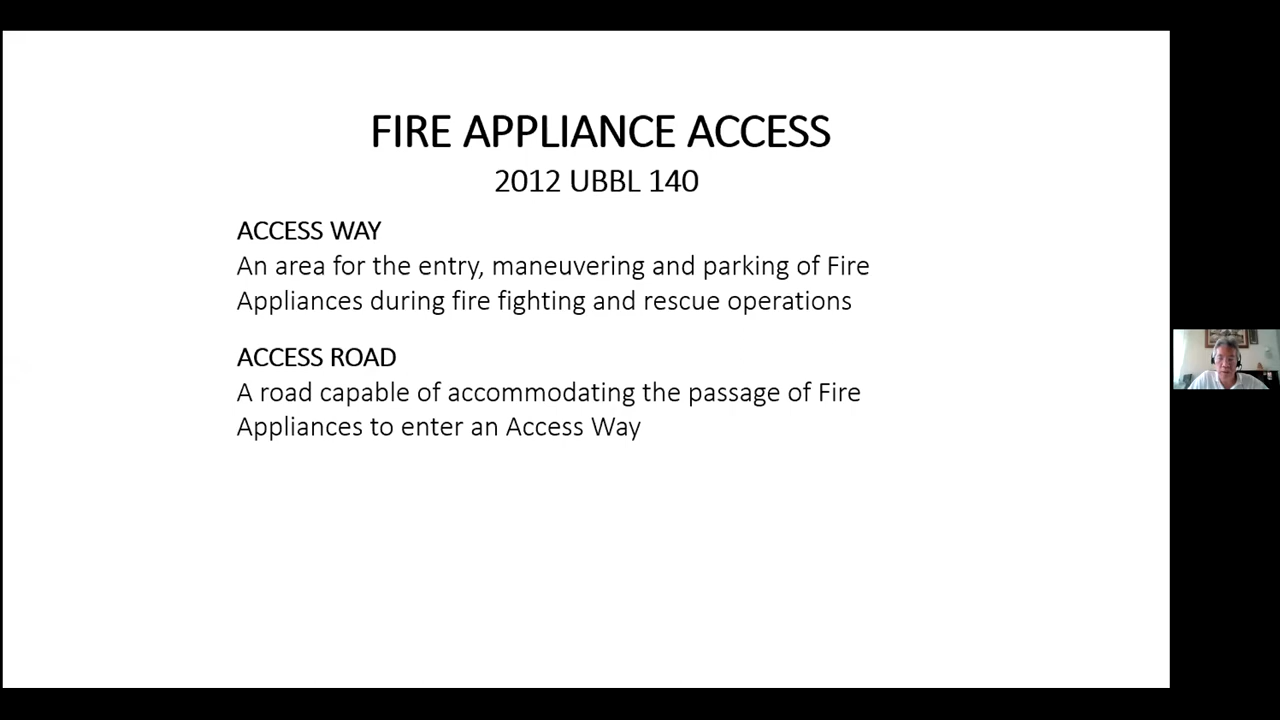 FIRE APPLIANCE ACCESS
2012 UBBL 140
ACCESS WAY
An area for the entry, maneuvering and parking of Fire
Appliances during fire fighting and rescue operations
ACCESS ROAD
A road capable of accommodating the passage of Fire
Appliances to enter an Access Way